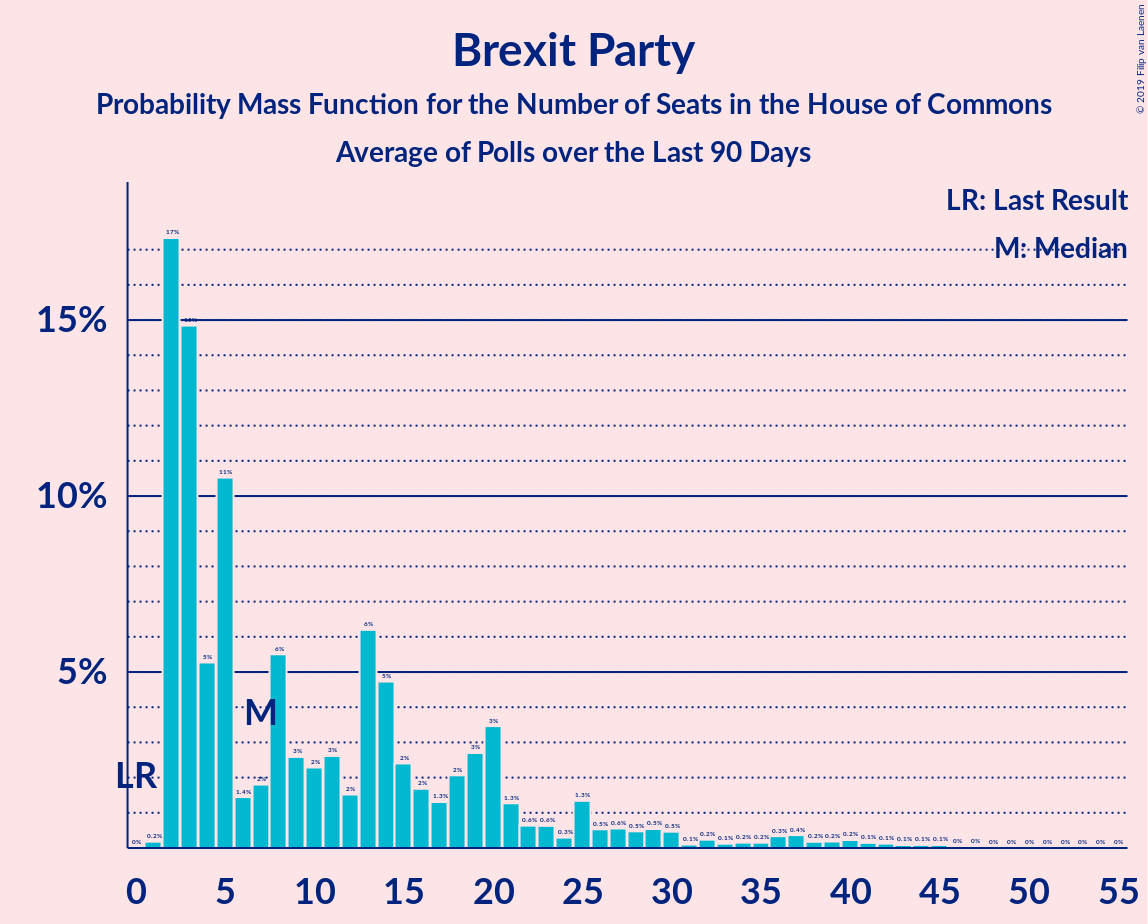 Brexit Party
Probability Mass Function for the Number of Seats in the House of Commons
Average of Polls over the Last 90 Days
© 2019 Filip van Laenen
LR: Last Result
M: Median
15%
10%
5%
LR
M
0% 0.2% 17% 15% 5% 11% 1.4% 2% 6% 3% 2% 3% 2% 6% 5% 2% 2% 1.3% 2% 3% 3% 1.3% 0.6% 0.6% 0.3% 1.3% 0.5% 0.6% 0.5% 0.5% 0.5% 0.1% 0.2% 0.1% 0.2% 0.2% 0.3% 0.4% 0.2% 0.2% 0.2% 0.1% 0.1% 0.1% 0.1% 0.1% 0% 0% 0% 0% 0% 0% 0% 0% 0% 0%
0 5 10 15 20 25 30 35 40 45 50 55